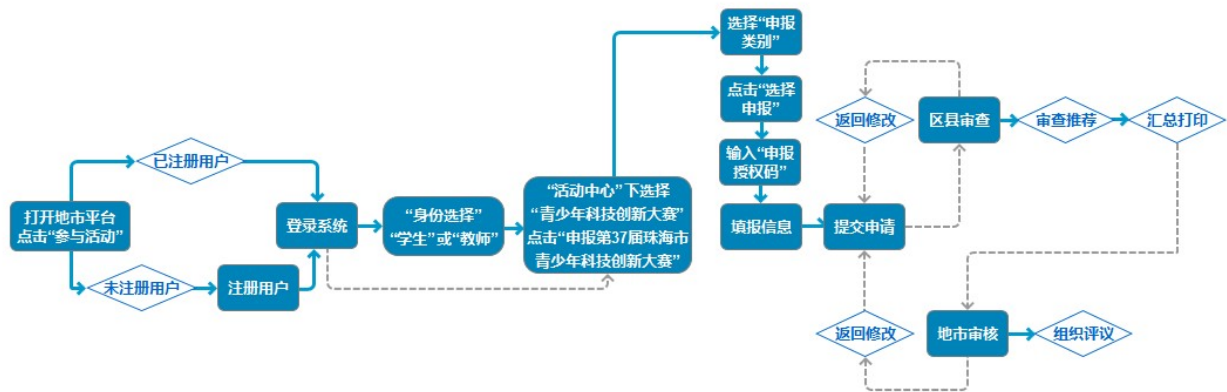 打开地市平台
点击“参与活动”
已注册用户
未注册用户
注册用户
登录系统
“身份选择”
“学生”或“教师”
“活动中心”下选择
“青少年科技创新大赛”
点击“申报第37届珠海市
青少年科技创新大赛”
选择“申报
类别”
点击“选择
申报”
输入“申报
授权码”
填报信息
提交申请
返回修改
区县审查
审查推荐
汇总打印
返回修改
地市审核
组织评议